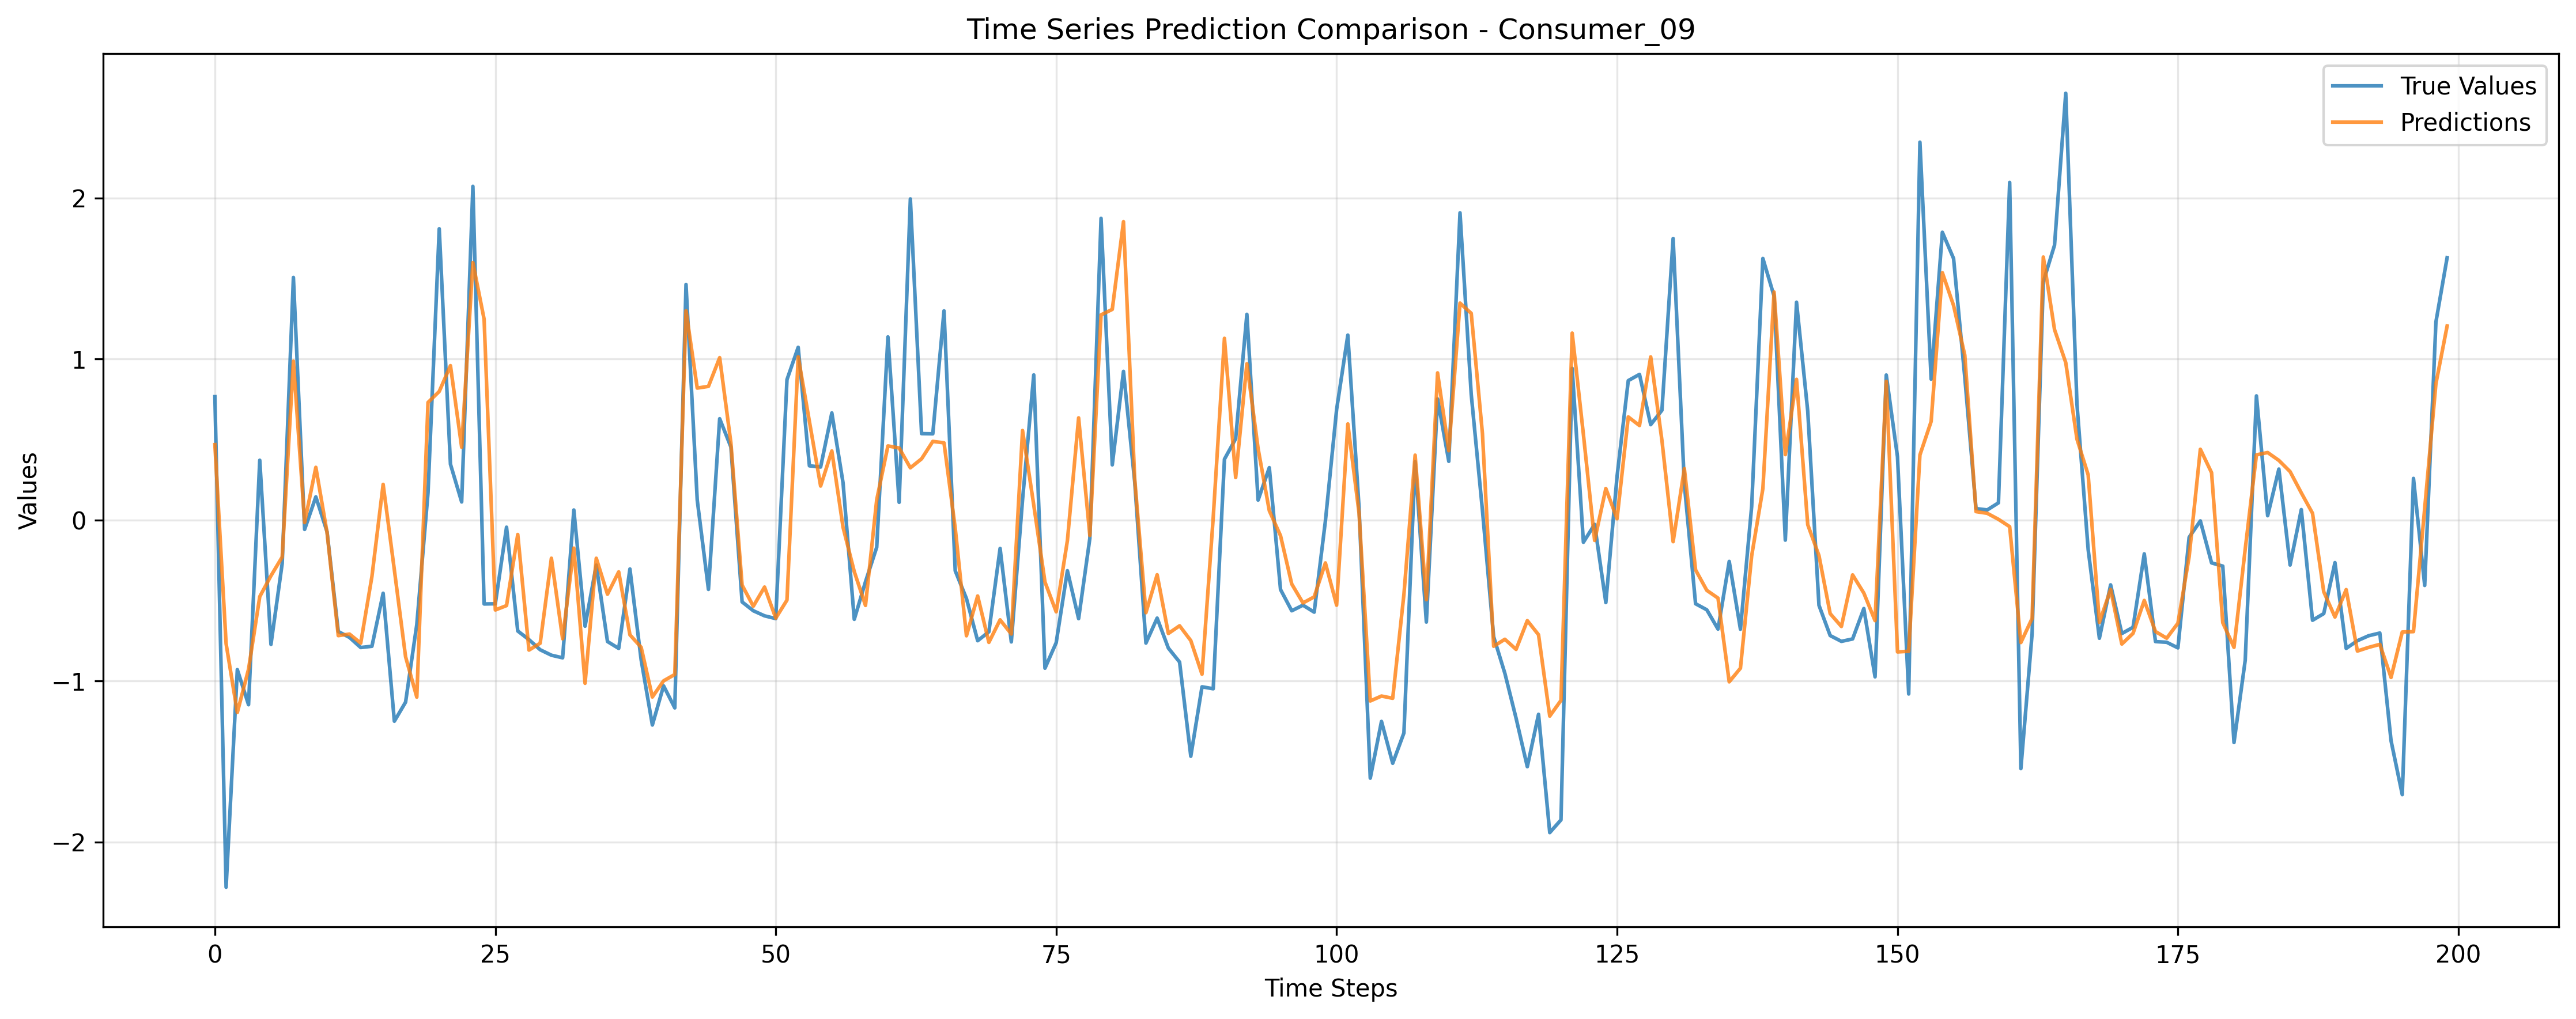 Time Series Prediction Comparison - Consumer_09
True Values
Predictions
Values
2
1
0
−1
−2
0
25
50
75
100
125
150
175
200
Time Steps